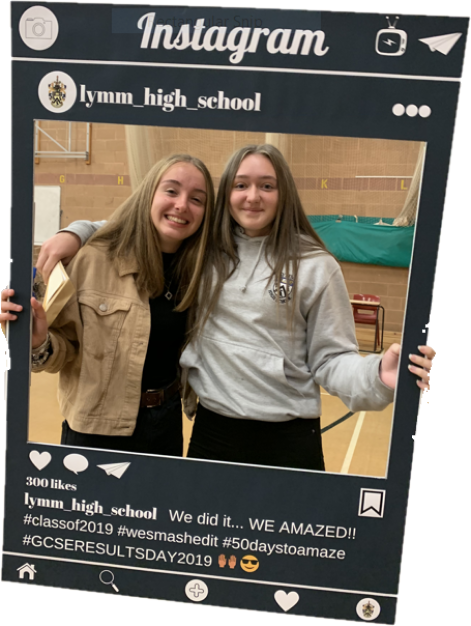 Instagram
lymm_high_school
G H K L
300 likes
lymm_high_school We did it... WE AMAZED!!
#classof2019 #wesmashedit #50daystoamaze
#GCSERESULTSDAY2019 🙌🏾😎